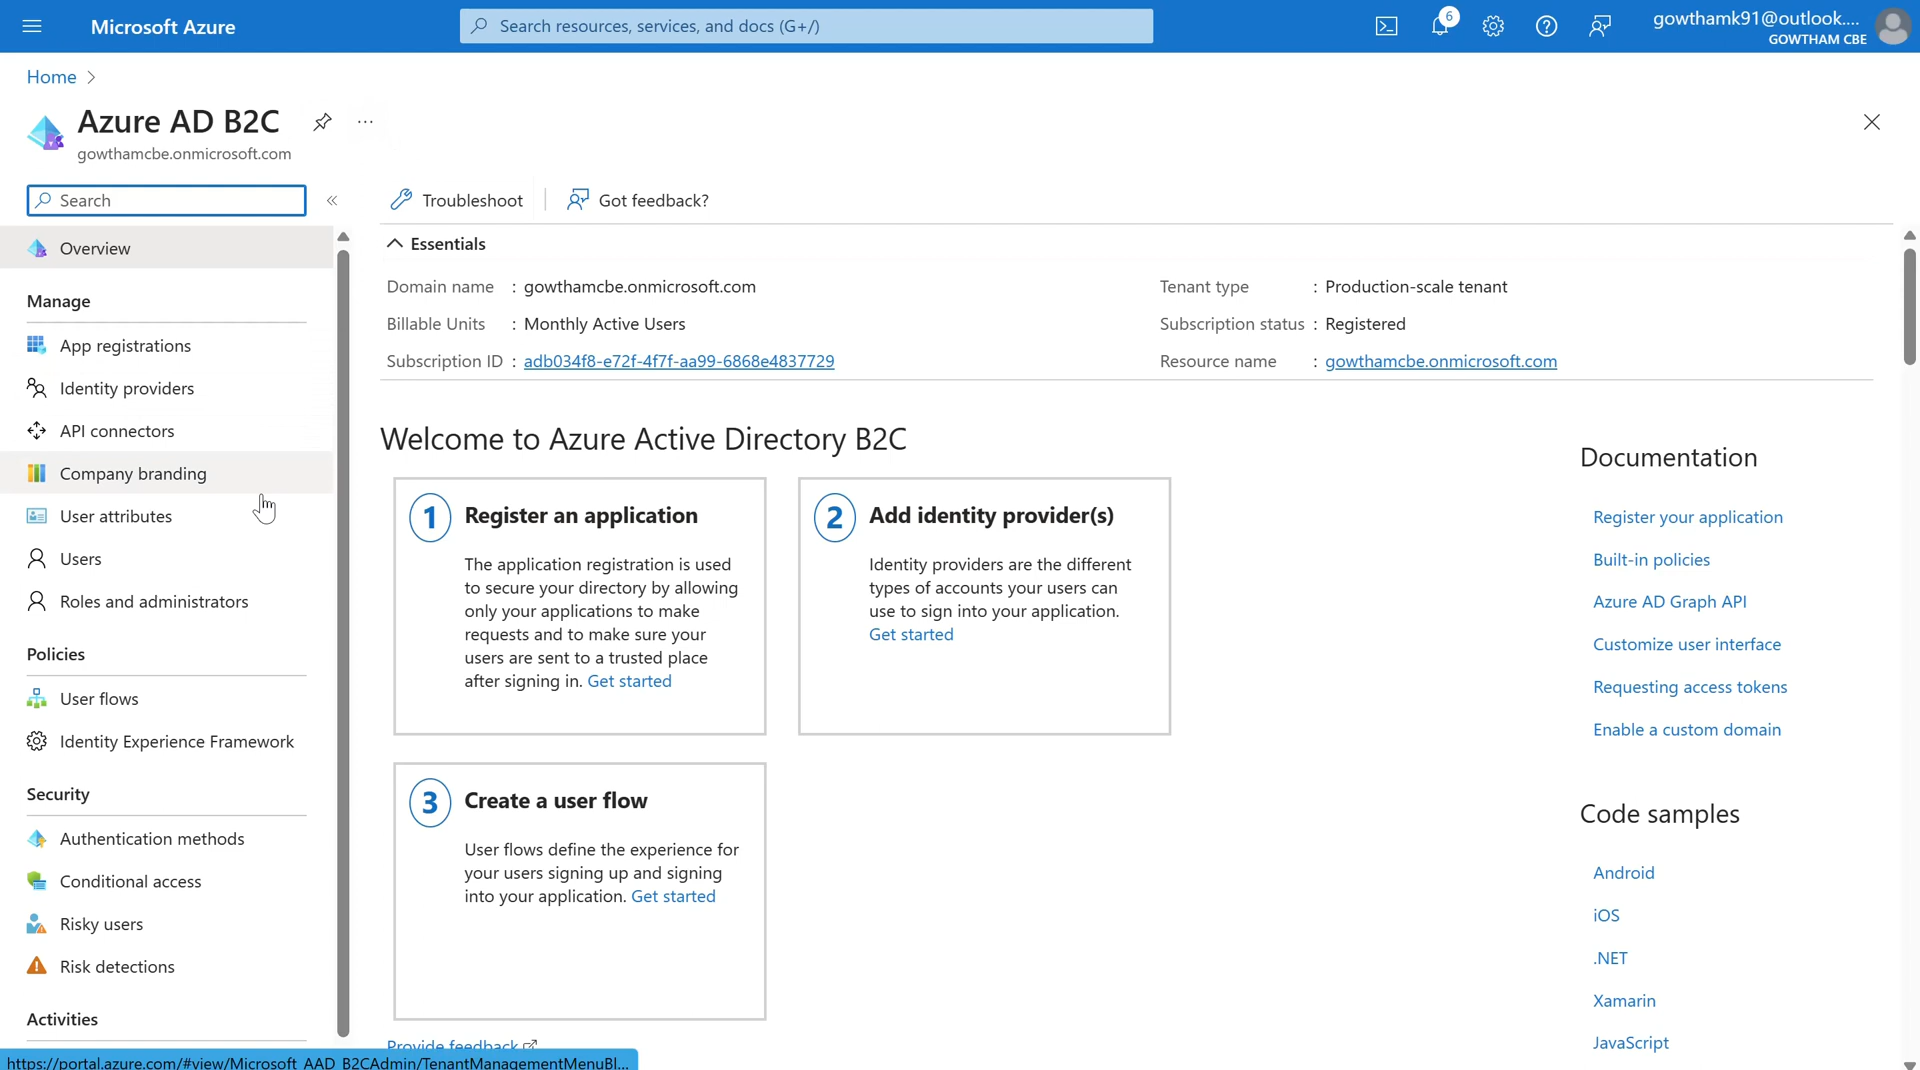 Microsoft Azure
Search resources, services, and docs (G+/)
6
gowthamk91@outlook....
GOWTHAM CBE
Home
Azure AD B2C
...
gowthamcbe.onmicrosoft.com
Search
«
Overview
Manage
App registrations
Identity providers
API connectors
Company branding
User attributes
Users
Roles and administrators
Policies
User flows
Identity Experience Framework
Security
Authentication methods
Conditional access
Risky users
Risk detections
Activities
Troubleshoot
Got feedback?
Essentials
Domain name : gowthamcbe.onmicrosoft.com
Billable Units : Monthly Active Users
Subscription ID : adb034f8-e72f-4f7f-aa99-6868e4837729
Tenant type : Production-scale tenant
Subscription status : Registered
Resource name : gowthamcbe.onmicrosoft.com
Welcome to Azure Active Directory B2C
1 Register an application
The application registration is used
to secure your directory by allowing
only your applications to make
requests and to make sure your
users are sent to a trusted place
after signing in. Get started
2 Add identity provider(s)
Identity providers are the different
types of accounts your users can
use to sign into your application.
Get started
3 Create a user flow
User flows define the experience for
your users signing up and signing
into your application. Get started
Provide feedback
Documentation
Register your application
Built-in policies
Azure AD Graph API
Customize user interface
Requesting access tokens
Enable a custom domain
Code samples
Android
iOS
.NET
Xamarin
JavaScript
https://portal.azure.com/#view/Microsoft_AAD_B2CAdmin/TenantManagementMenuBl...